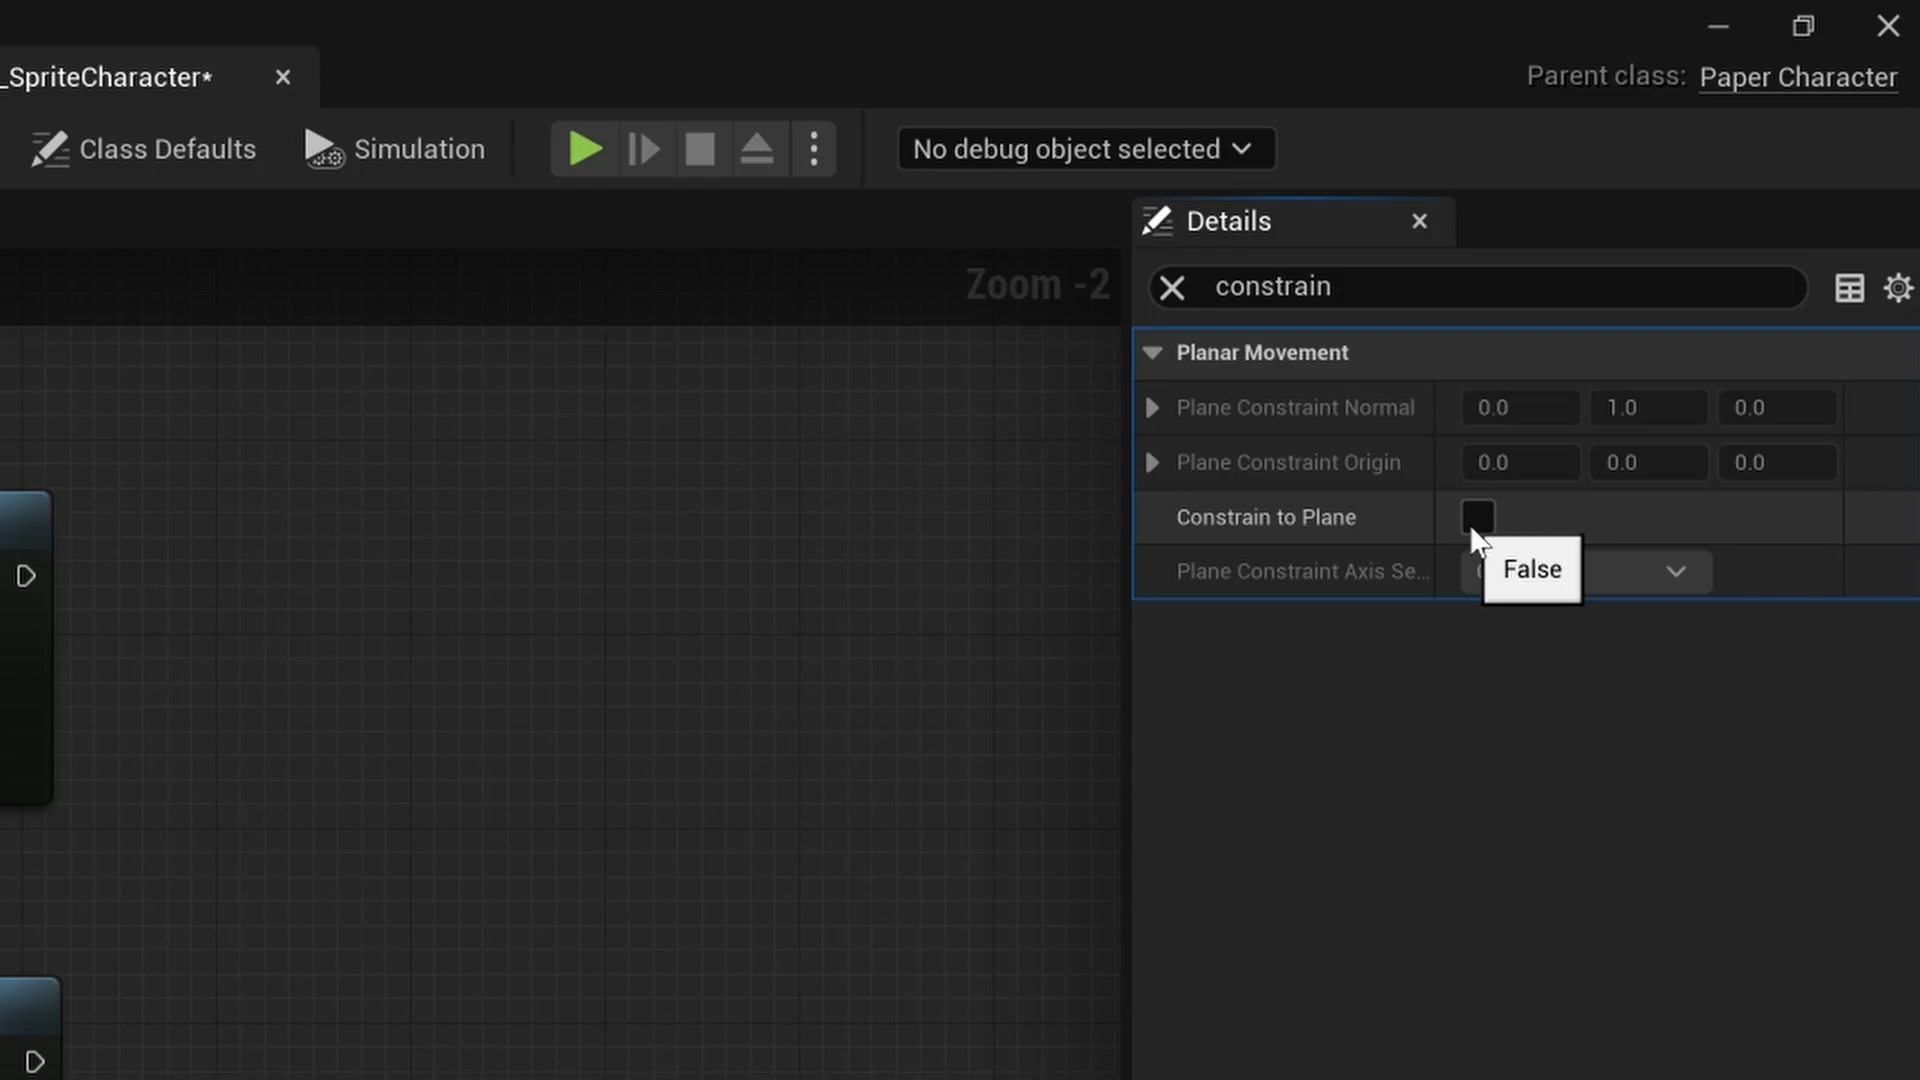 _SpriteCharacter*
Parent class: Paper Character
Class Defaults
Simulation
No debug object selected
Details
Zoom -2
constrain
Planar Movement
Plane Constraint Normal 0.0 1.0 0.0
Plane Constraint Origin 0.0 0.0 0.0
Constrain to Plane
False
Plane Constraint Axis Se...